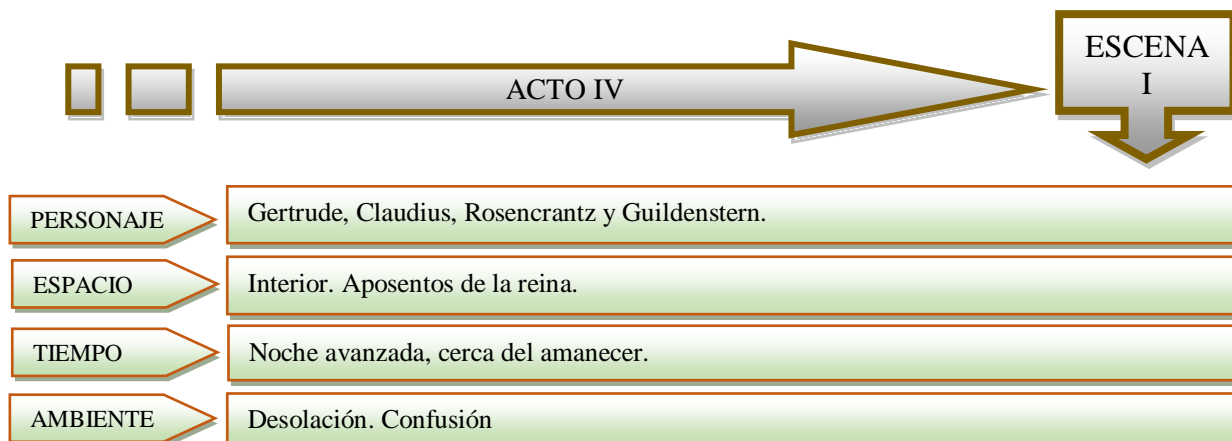 ACTO IV
ESCENA
I
PERSONAJE
Gertrude, Claudius, Rosencrantz y Guildenstern.
ESPACIO
Interior. Aposentos de la reina.
TIEMPO
Noche avanzada, cerca del amanecer.
AMBIENTE
Desolación. Confusión